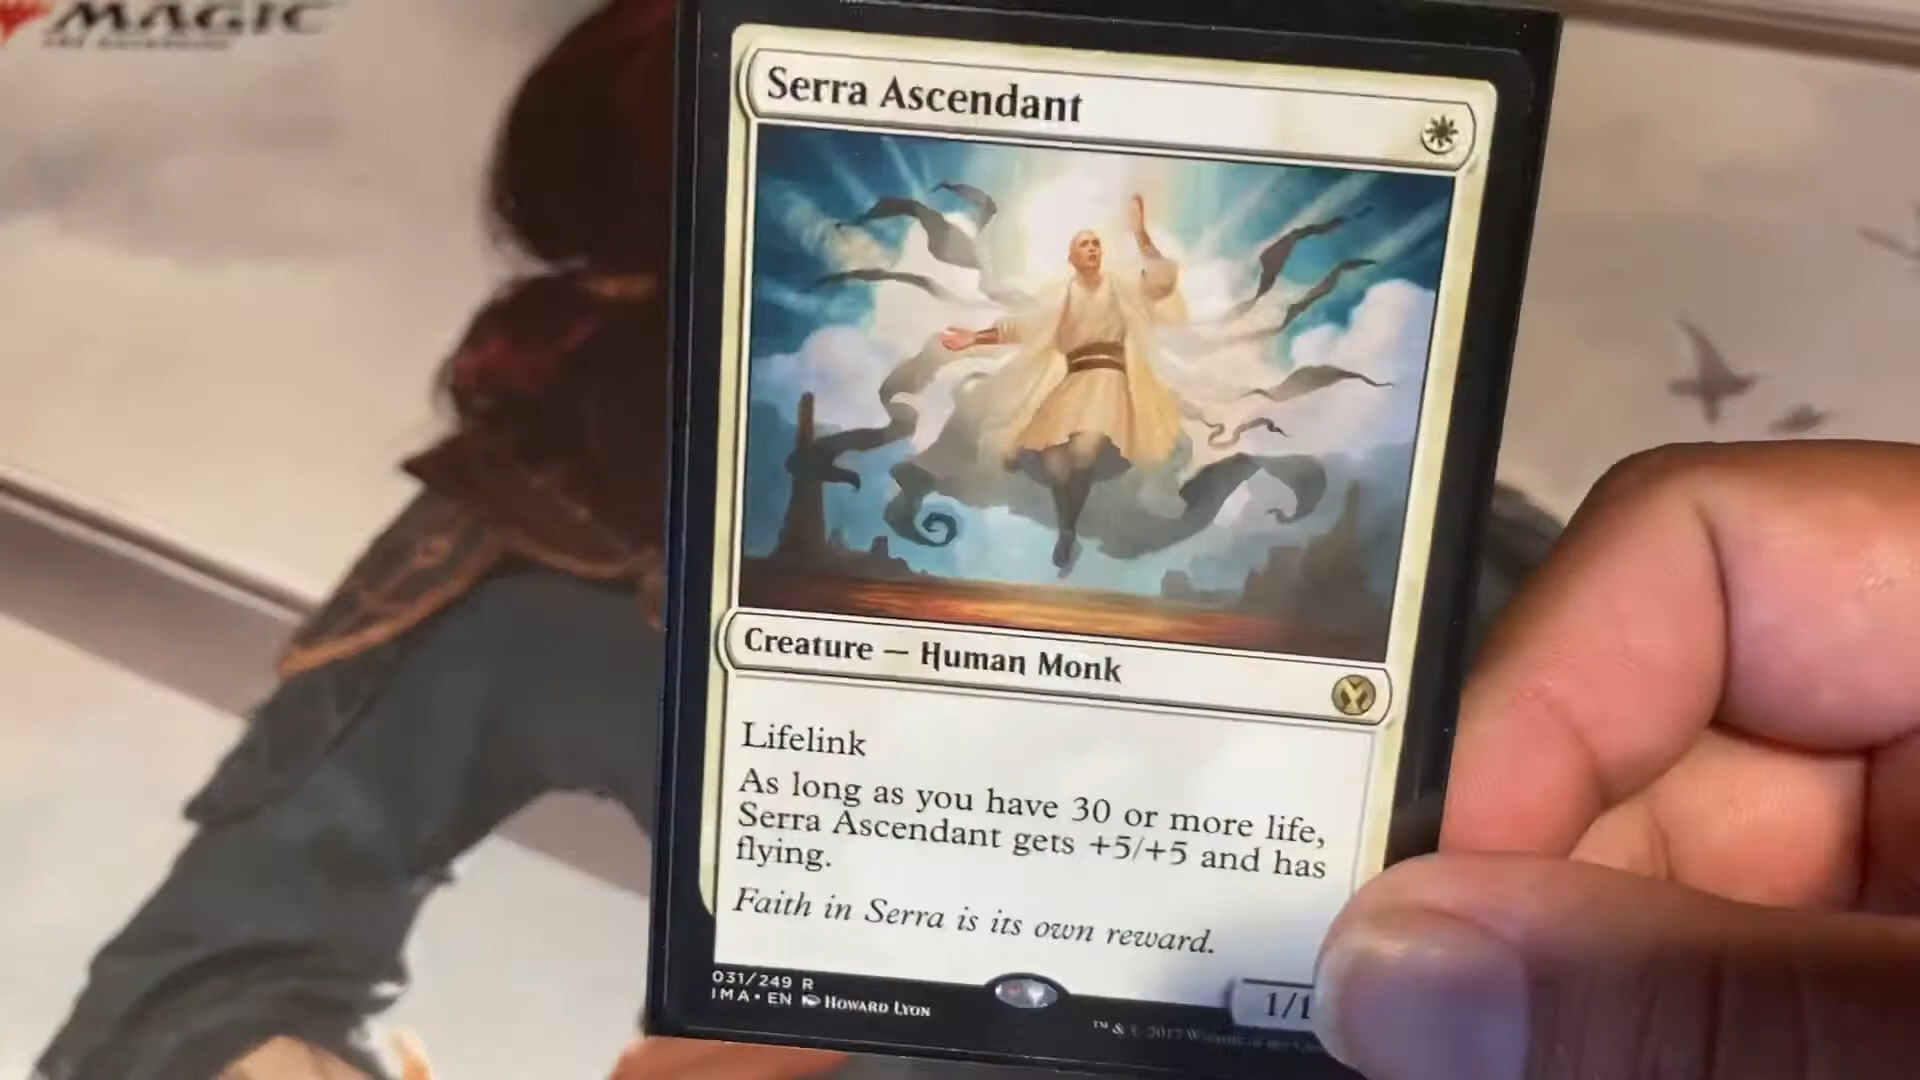 MAGIC
THE GATHERING
Serra Ascendant
Creature — Human Monk
Lifelink
As long as you have 30 or more life,
Serra Ascendant gets +5/+5 and has
flying.
Faith in Serra is its own reward.
031/249 R
IMA • EN Howard Lyon
1/1
™ & © 2017 Wizards of the